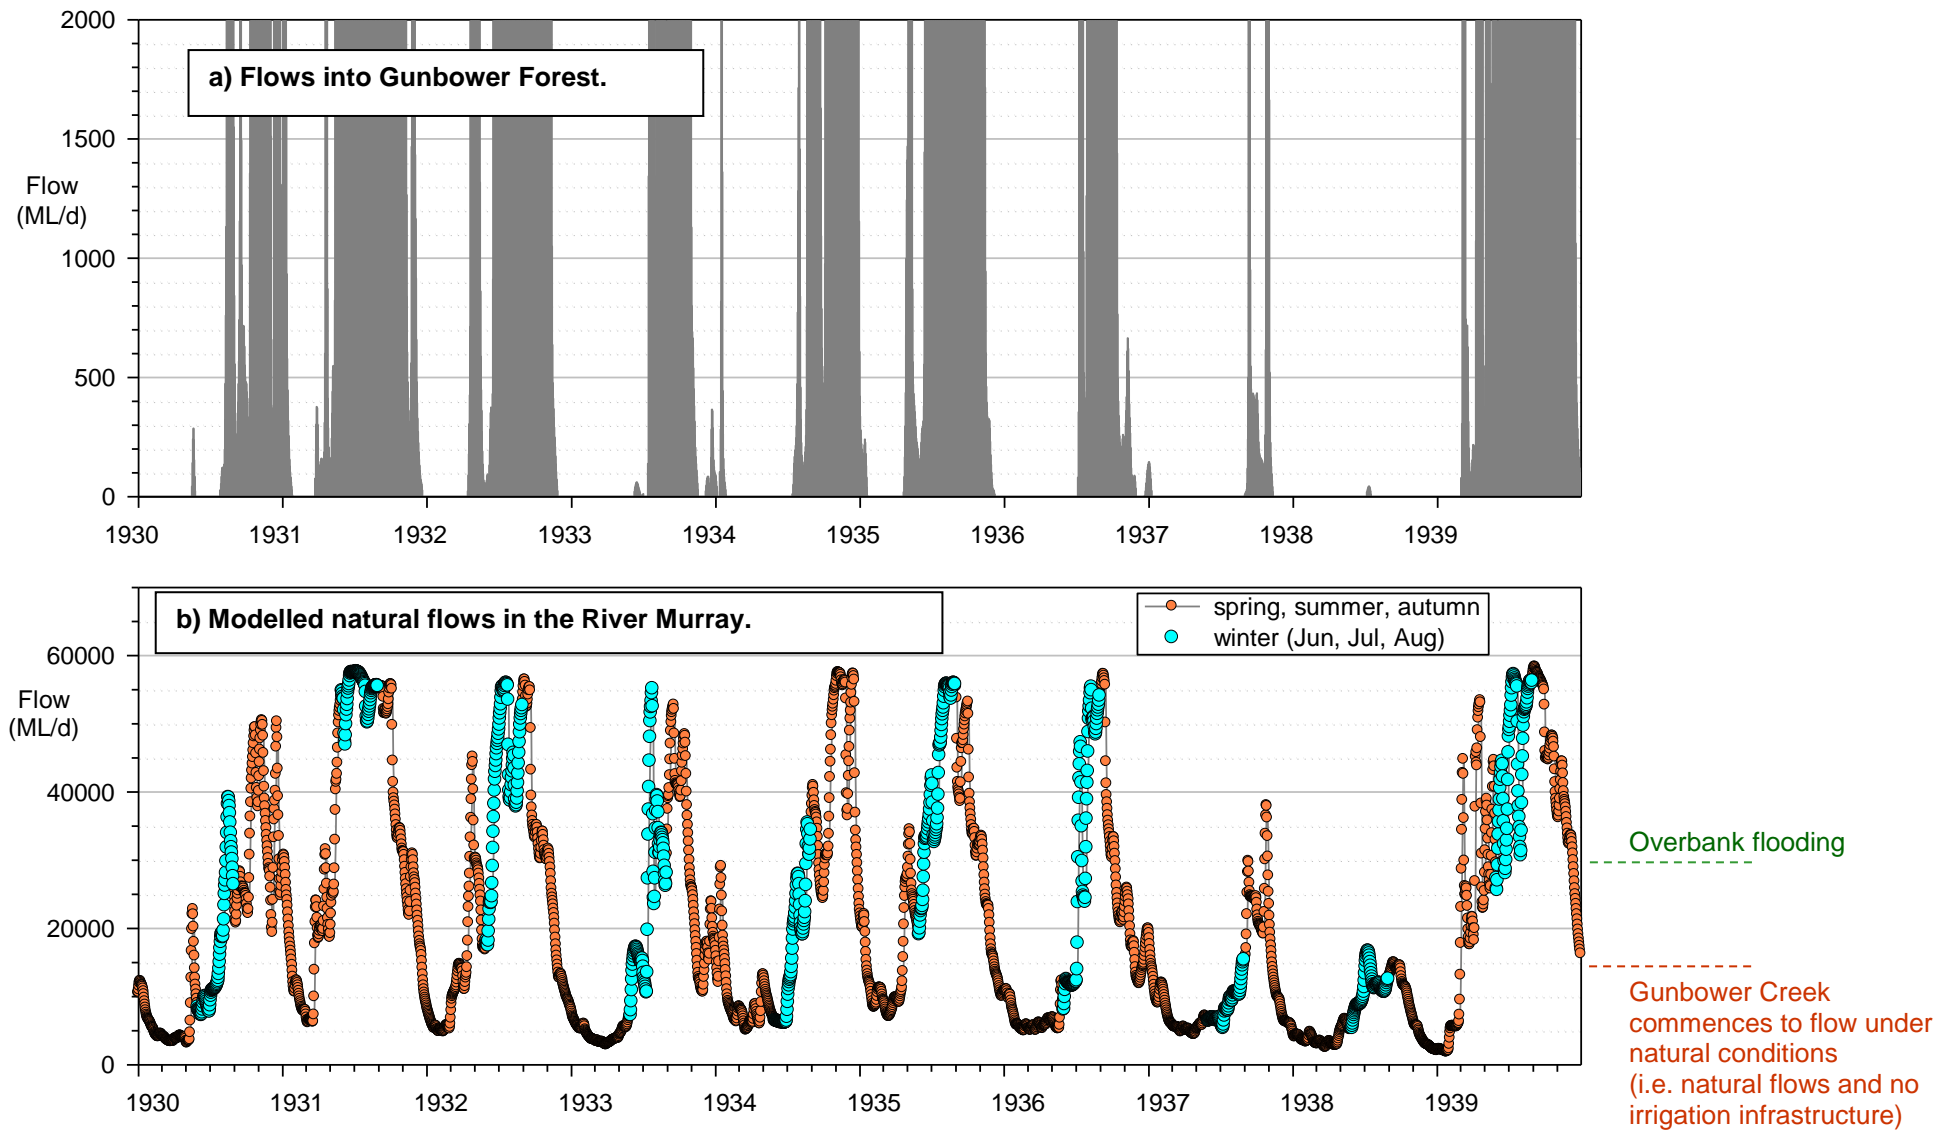 2000
a) Flows into Gunbower Forest.
1500
Flow
(ML/d)
1000
500
0
1930 1931 1932 1933 1934 1935 1936 1937 1938 1939
b) Modelled natural flows in the River Murray.
spring, summer, autumn
winter (Jun, Jul, Aug)
60000
Flow
(ML/d)
40000
Overbank flooding
20000
Gunbower Creek
commences to flow under
natural conditions
(i.e. natural flows and no
irrigation infrastructure)
0
1930 1931 1932 1933 1934 1935 1936 1937 1938 1939